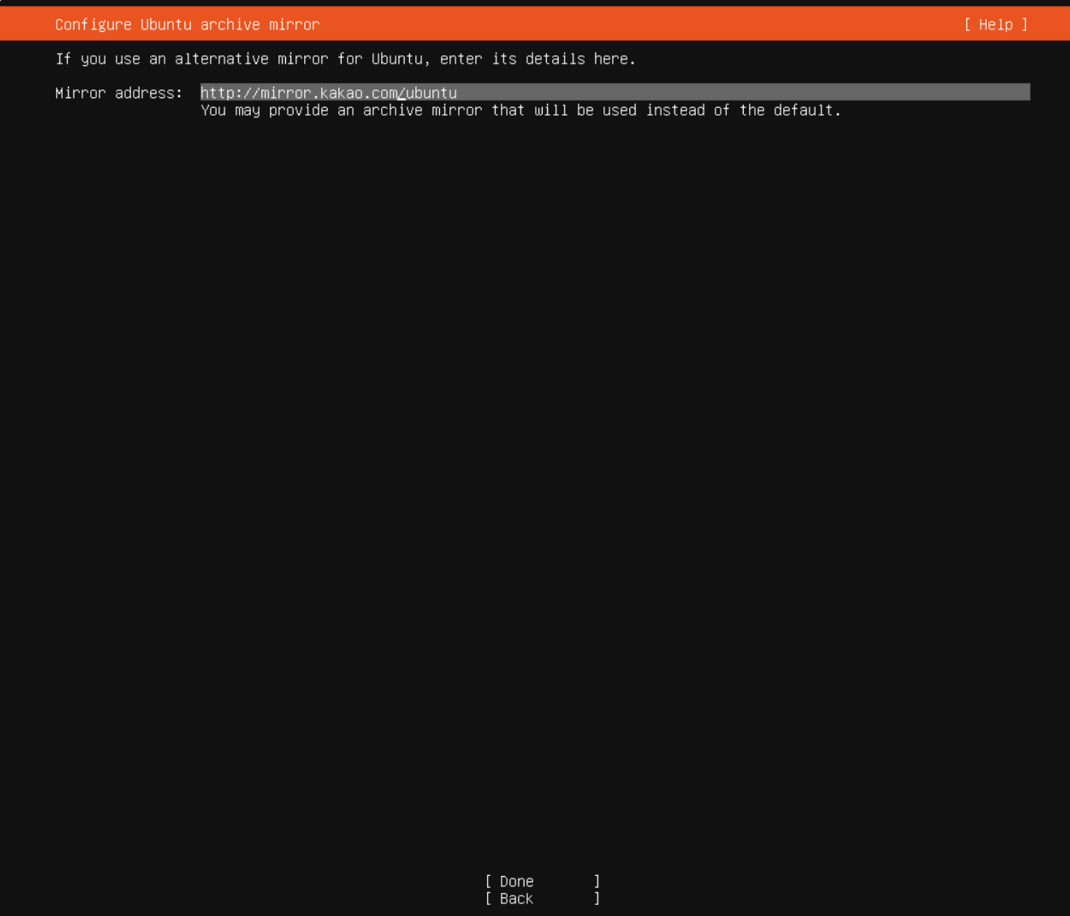 Configure Ubuntu archive mirror [ Help ]
If you use an alternative mirror for Ubuntu, enter its details here.
Mirror address: http://mirror.kakao.com/ubuntu
You may provide an archive mirror that will be used instead of the default.
[ Done ]
[ Back ]